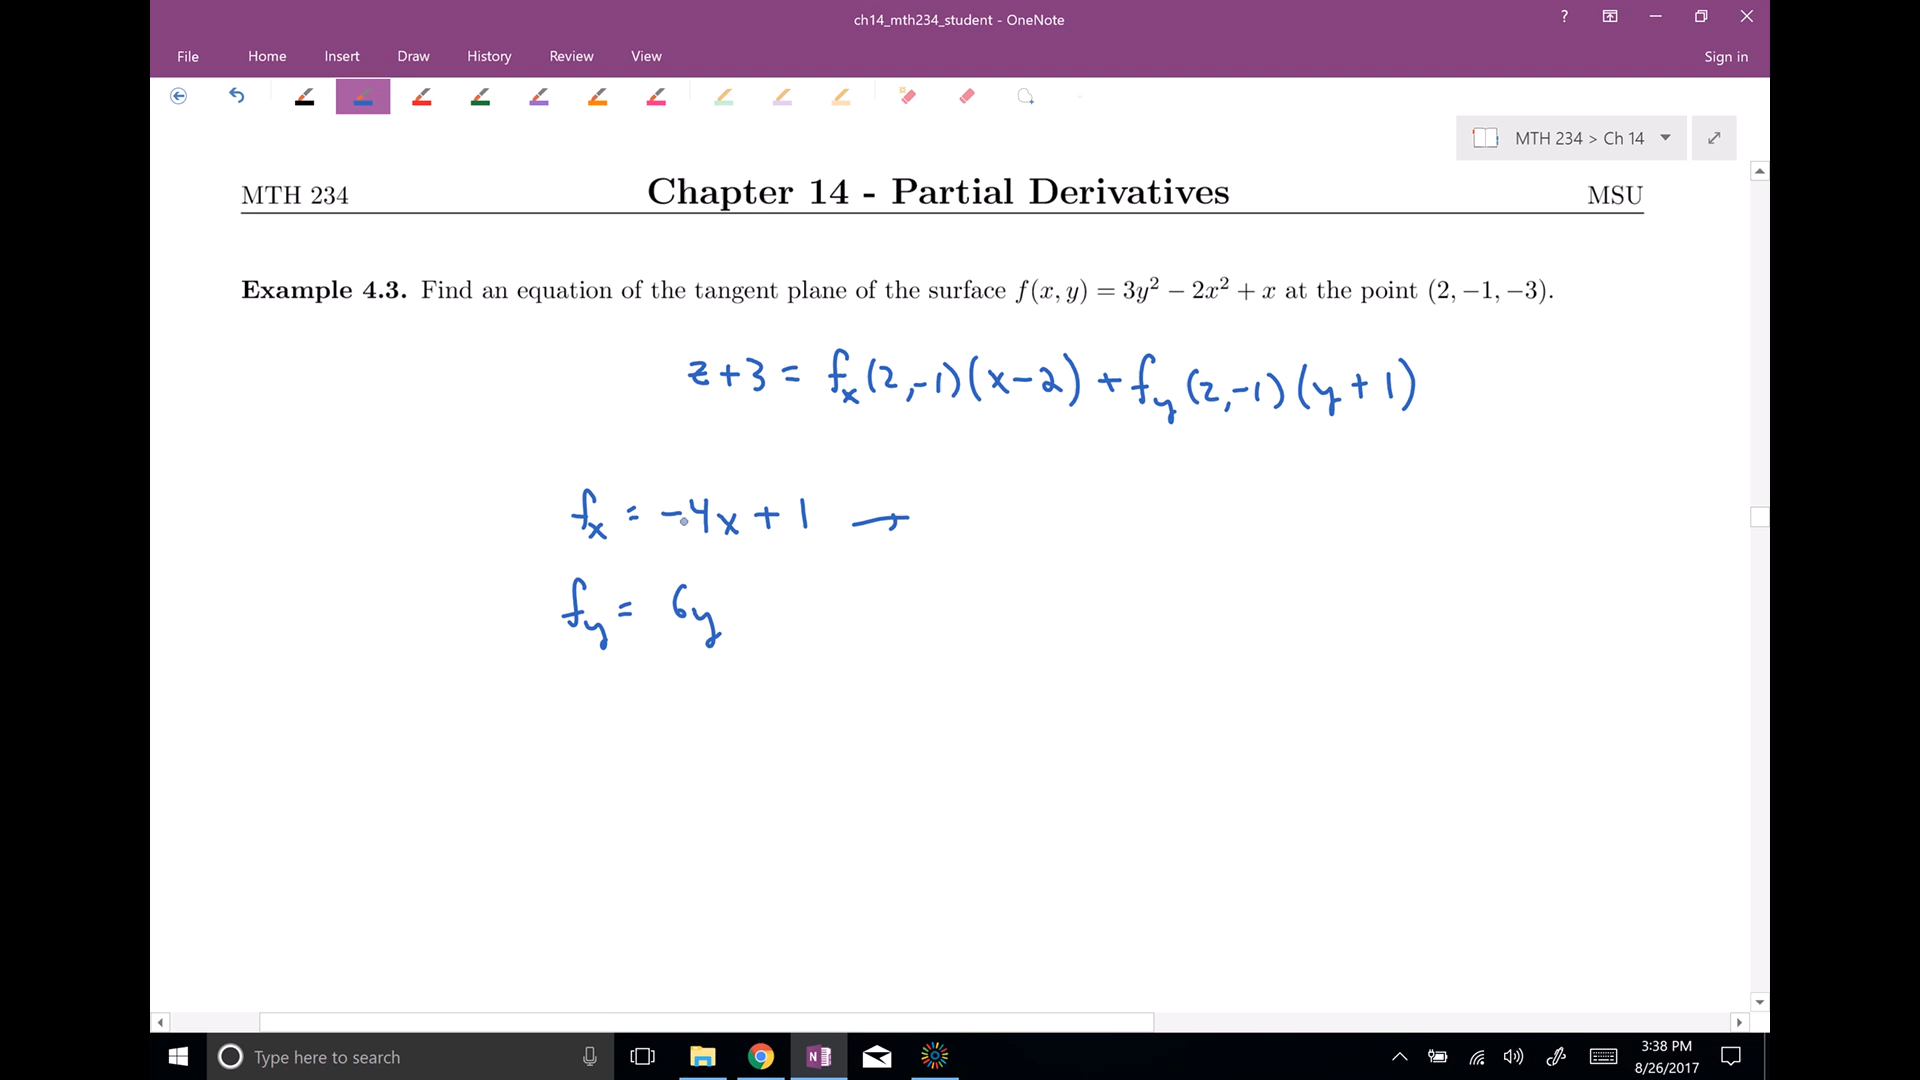 ch14_mth234_student - OneNote
?
File Home Insert Draw History Review View Sign in
MTH 234 > Ch 14
MTH 234 Chapter 14 - Partial Derivatives MSU
Example 4.3. Find an equation of the tangent plane of the surface f(x, y) = 3y² − 2x² + x at the point (2, −1, −3).
z + 3 = fₓ(2,-1)(x-2) + f_y(2,-1)(y+1)
fₓ = -4x + 1 →
f_y = 6y
Type here to search
N
3:38 PM
8/26/2017